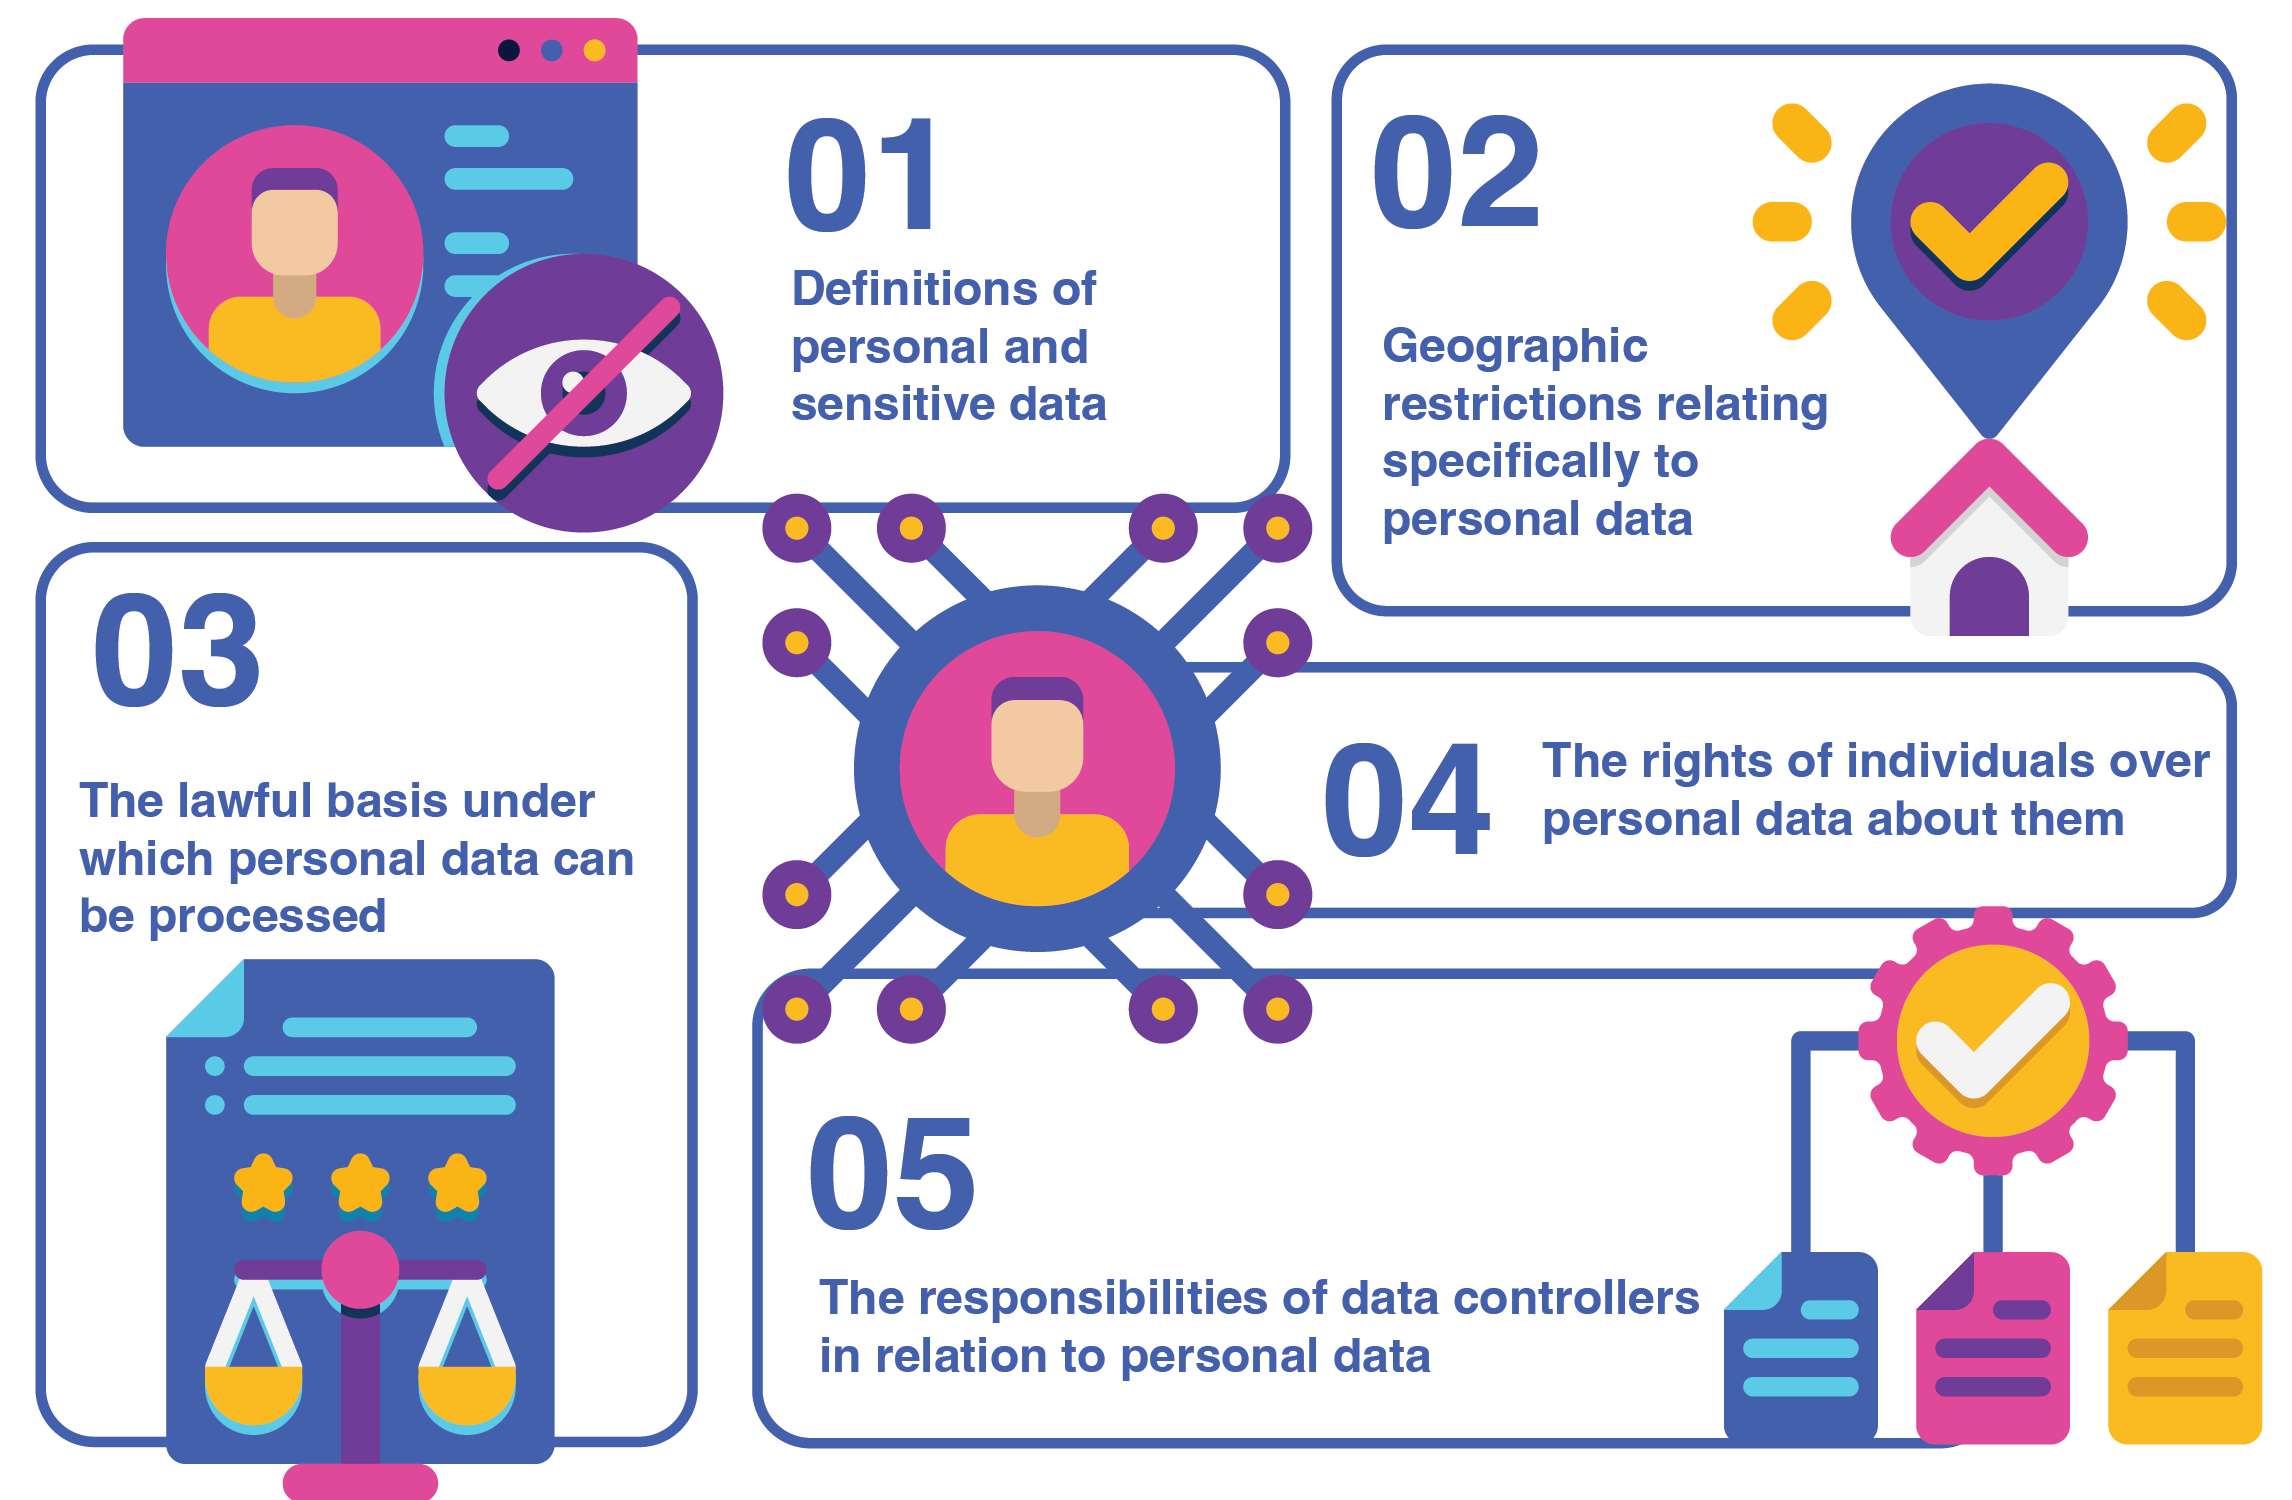 01
Definitions of
personal and
sensitive data
02
Geographic
restrictions relating
specifically to
personal data
03
The lawful basis under
which personal data can
be processed
04
The rights of individuals over
personal data about them
05
The responsibilities of data controllers
in relation to personal data